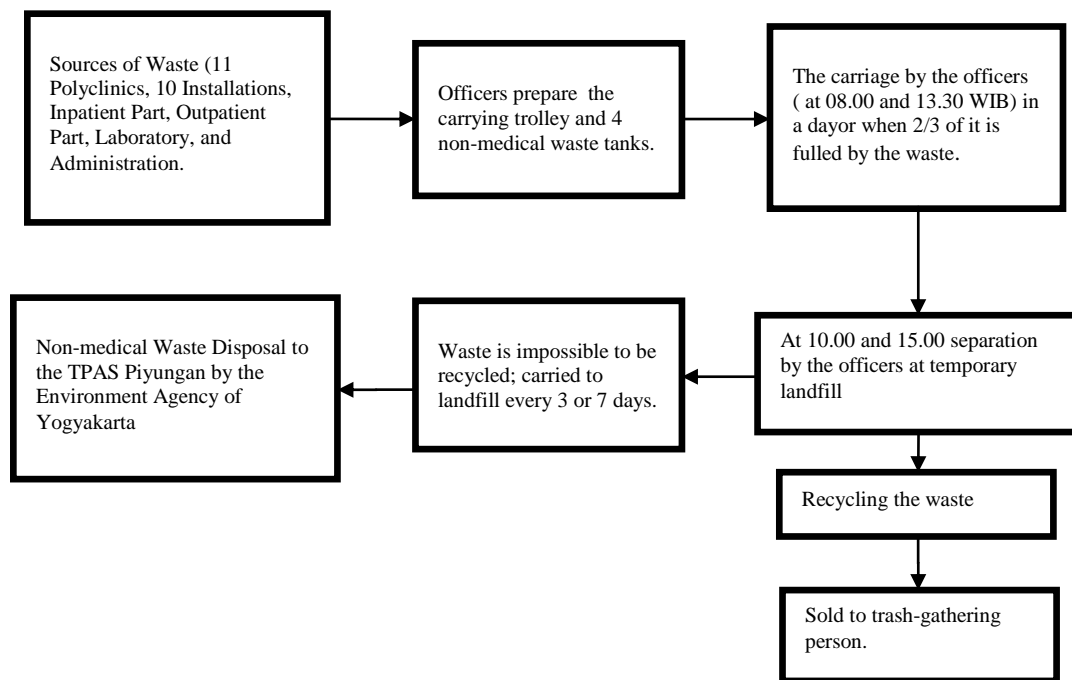 Sources of Waste (11
Polyclinics, 10 Installations,
Inpatient Part, Outpatient
Part, Laboratory, and
Administration.
Officers prepare the
carrying trolley and 4
non-medical waste tanks.
The carriage by the officers
( at 08.00 and 13.30 WIB) in
a dayor when 2/3 of it is
fulled by the waste.
At 10.00 and 15.00 separation
by the officers at temporary
landfill
Waste is impossible to be
recycled; carried to
landfill every 3 or 7 days.
Non-medical Waste Disposal to
the TPAS Piyungan by the
Environment Agency of
Yogyakarta
Recycling the waste
Sold to trash-gathering
person.